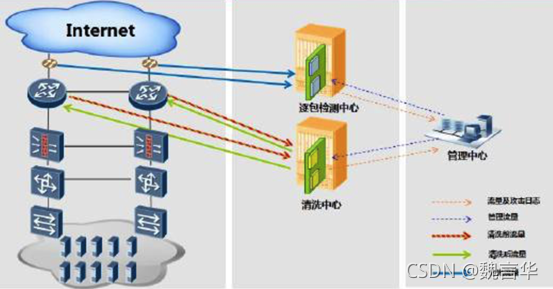 Internet
逐包检测中心
清洗中心
管理中心
流量及攻击日志
管理流量
清洗前流量
清洗后流量
CSDN @魏言华